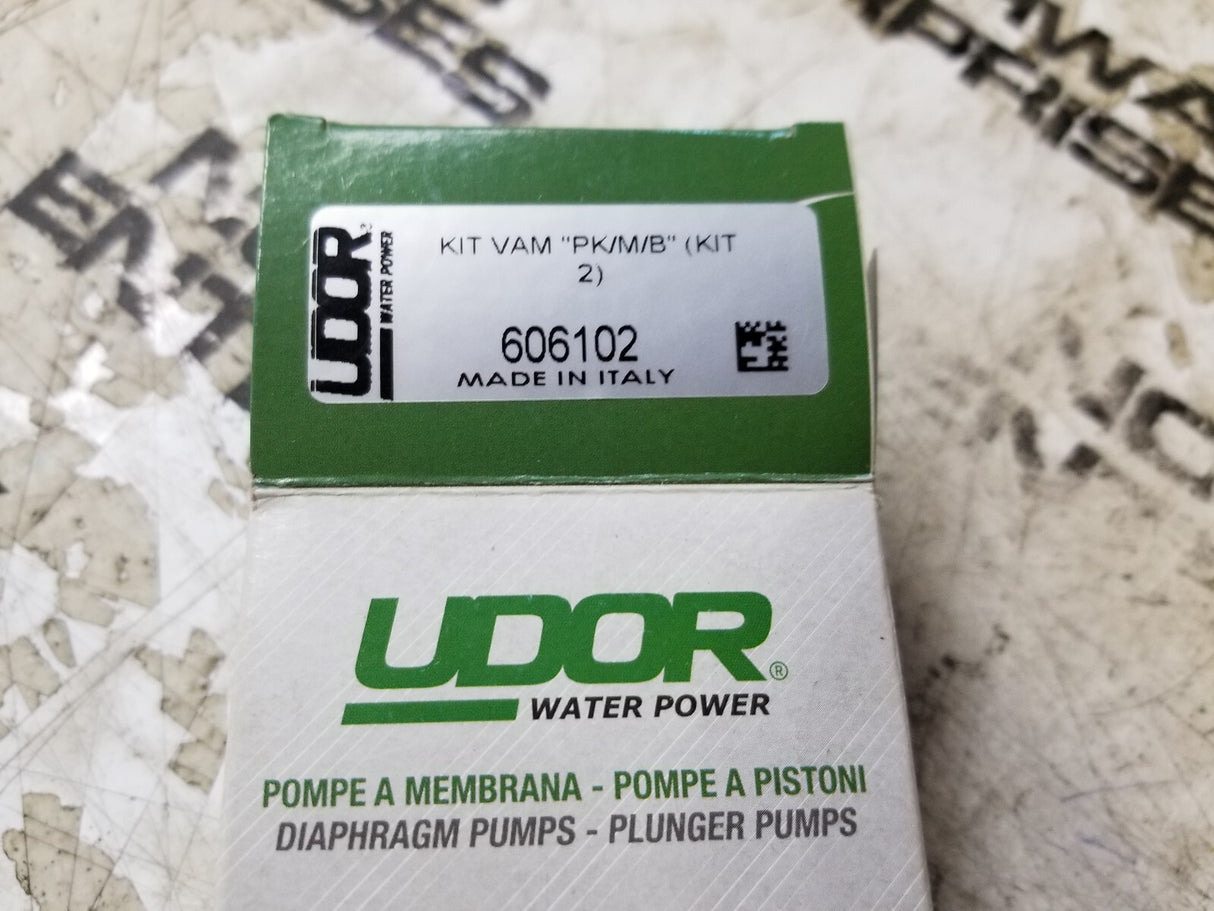 UDOR
WATER POWER
KIT VAM "PK/M/B" (KIT
2)
606102
MADE IN ITALY
UDOR®
WATER POWER
POMPE A MEMBRANA - POMPE A PISTONI
DIAPHRAGM PUMPS - PLUNGER PUMPS